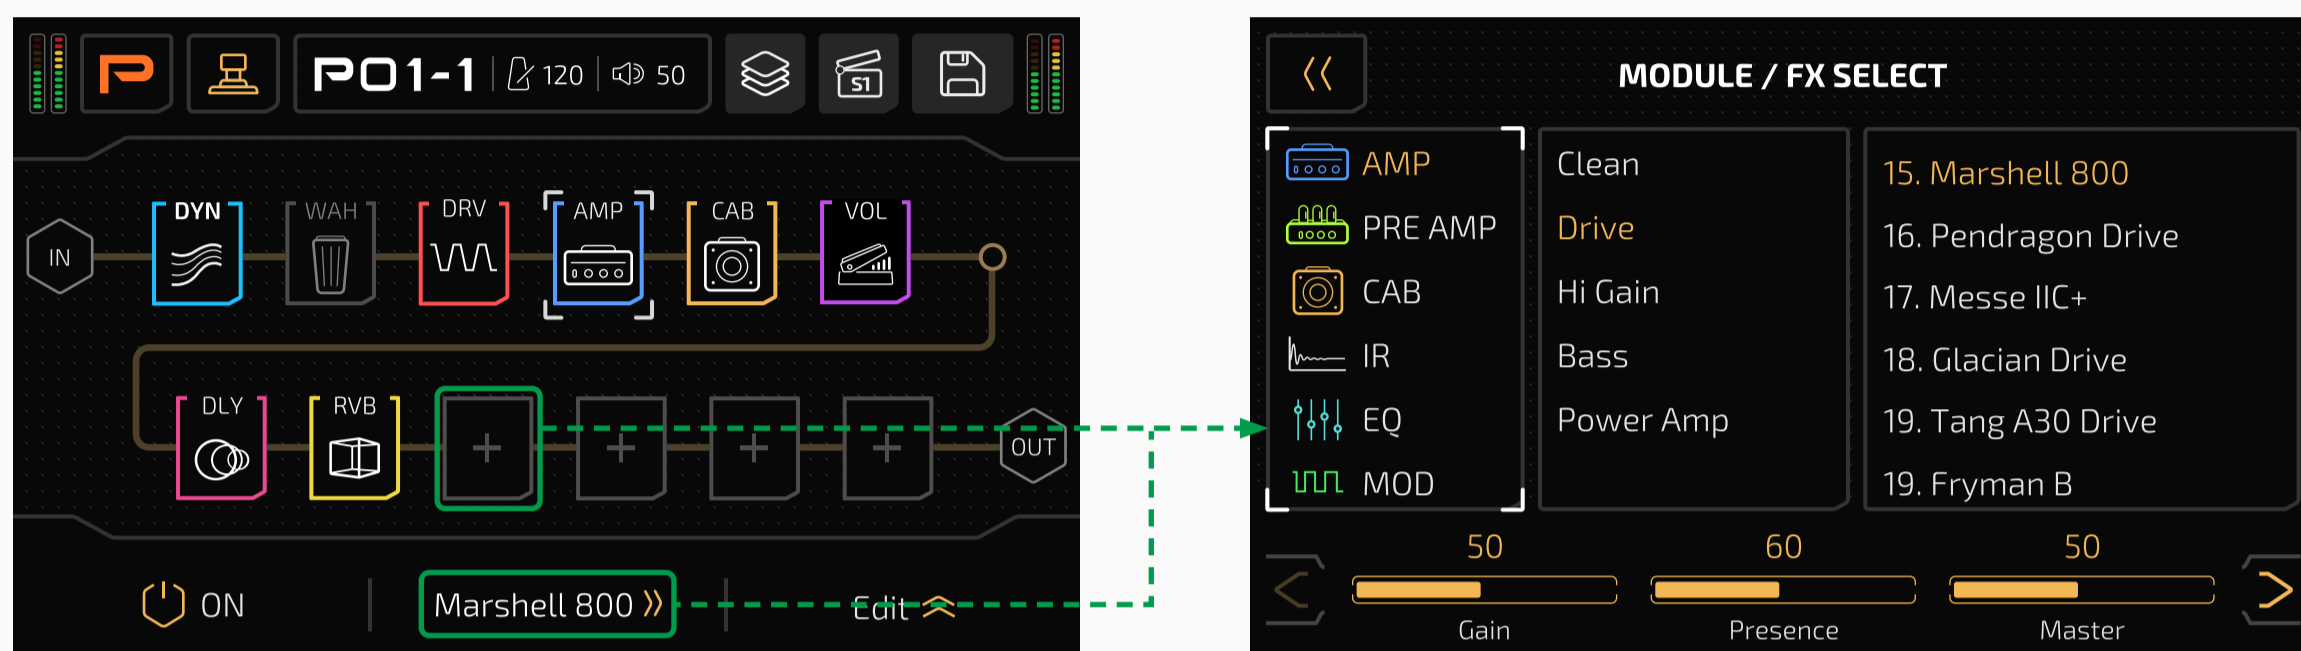 P01-1 120 50 S1
IN DYN WAH DRV AMP CAB VOL
DLY RVB + + + + OUT
ON Marshell 800 Edit
MODULE / FX SELECT
AMP
PRE AMP
CAB
IR
EQ
MOD
Clean
Drive
Hi Gain
Bass
Power Amp
15. Marshell 800
16. Pendragon Drive
17. Messe IIC+
18. Glacian Drive
19. Tang A30 Drive
19. Fryman B
50 60 50
Gain Presence Master